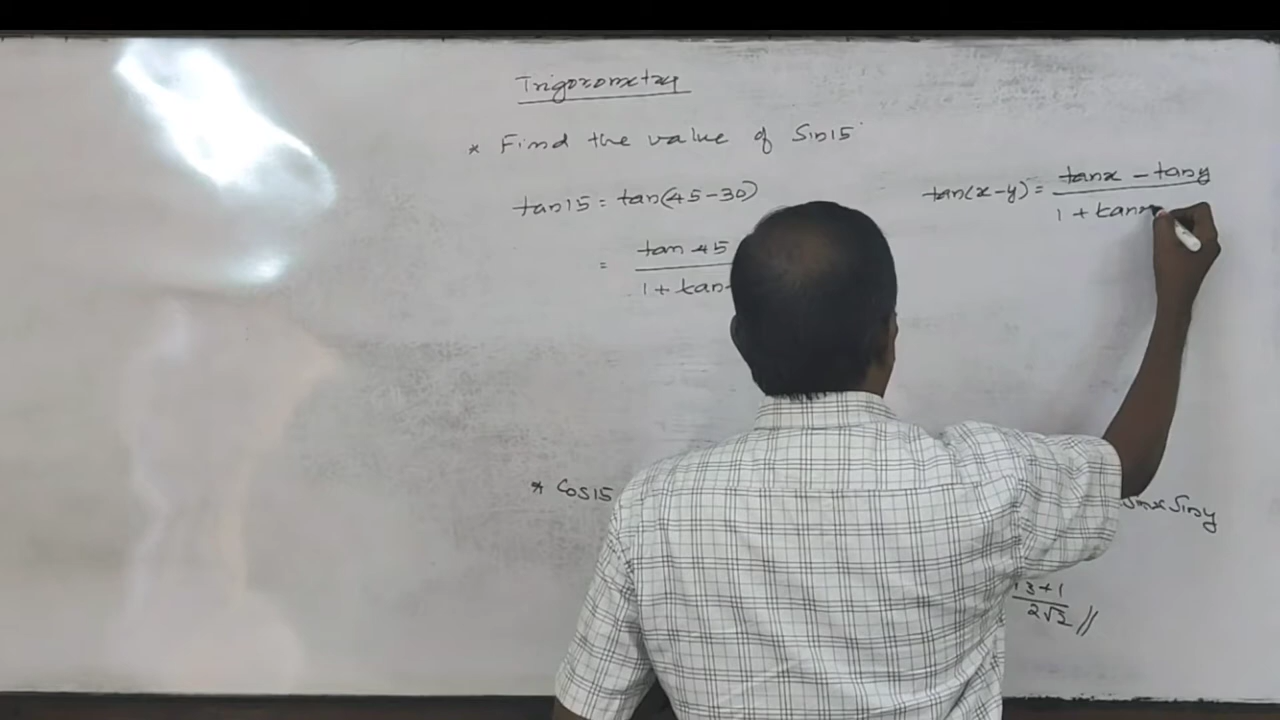 Trigonometry
* Find the value of Sin15°
tan15 = tan(45-30)
tan(x-y) = tanx - tany
1 + tanx
= tan 45
1 + tan
* Cos15
Sinx Siny
√3+1
2√2 //